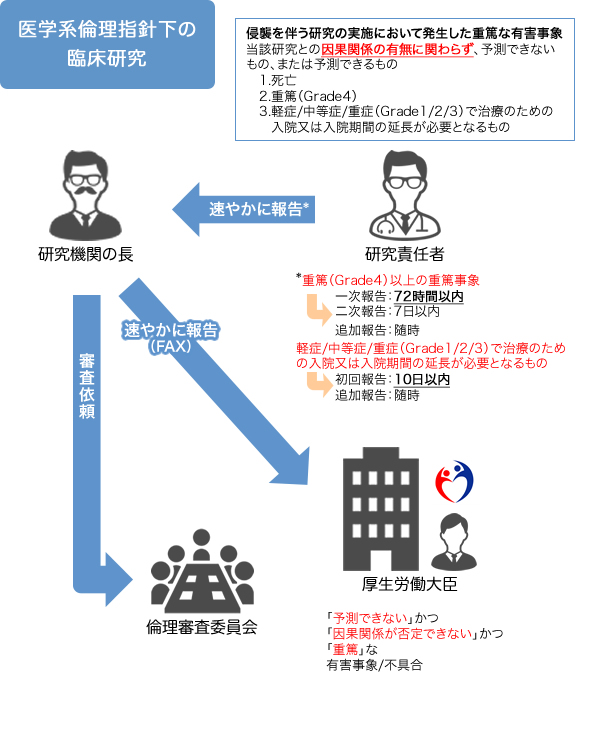 医学系倫理指針下の
臨床研究
侵襲を伴う研究の実施において発生した重篤な有害事象
当該研究との因果関係の有無に関わらず、予測できない
もの、または予測できるもの
1.死亡
2.重篤（Grade4）
3.軽症/中等症/重症（Grade1/2/3）で治療のための
入院又は入院期間の延長が必要となるもの
速やかに報告*
研究機関の長
研究責任者
*重篤（Grade4）以上の重篤事象
一次報告：72時間以内
二次報告：7日以内
追加報告：随時
軽症/中等症/重症（Grade1/2/3）で治療のため
の入院又は入院期間の延長が必要となるもの
初回報告：10日以内
追加報告：随時
速やかに報告
（FAX）
審査依頼
倫理審査委員会
厚生労働大臣
「予測できない」かつ
「因果関係が否定できない」かつ
「重篤」な
有害事象/不具合